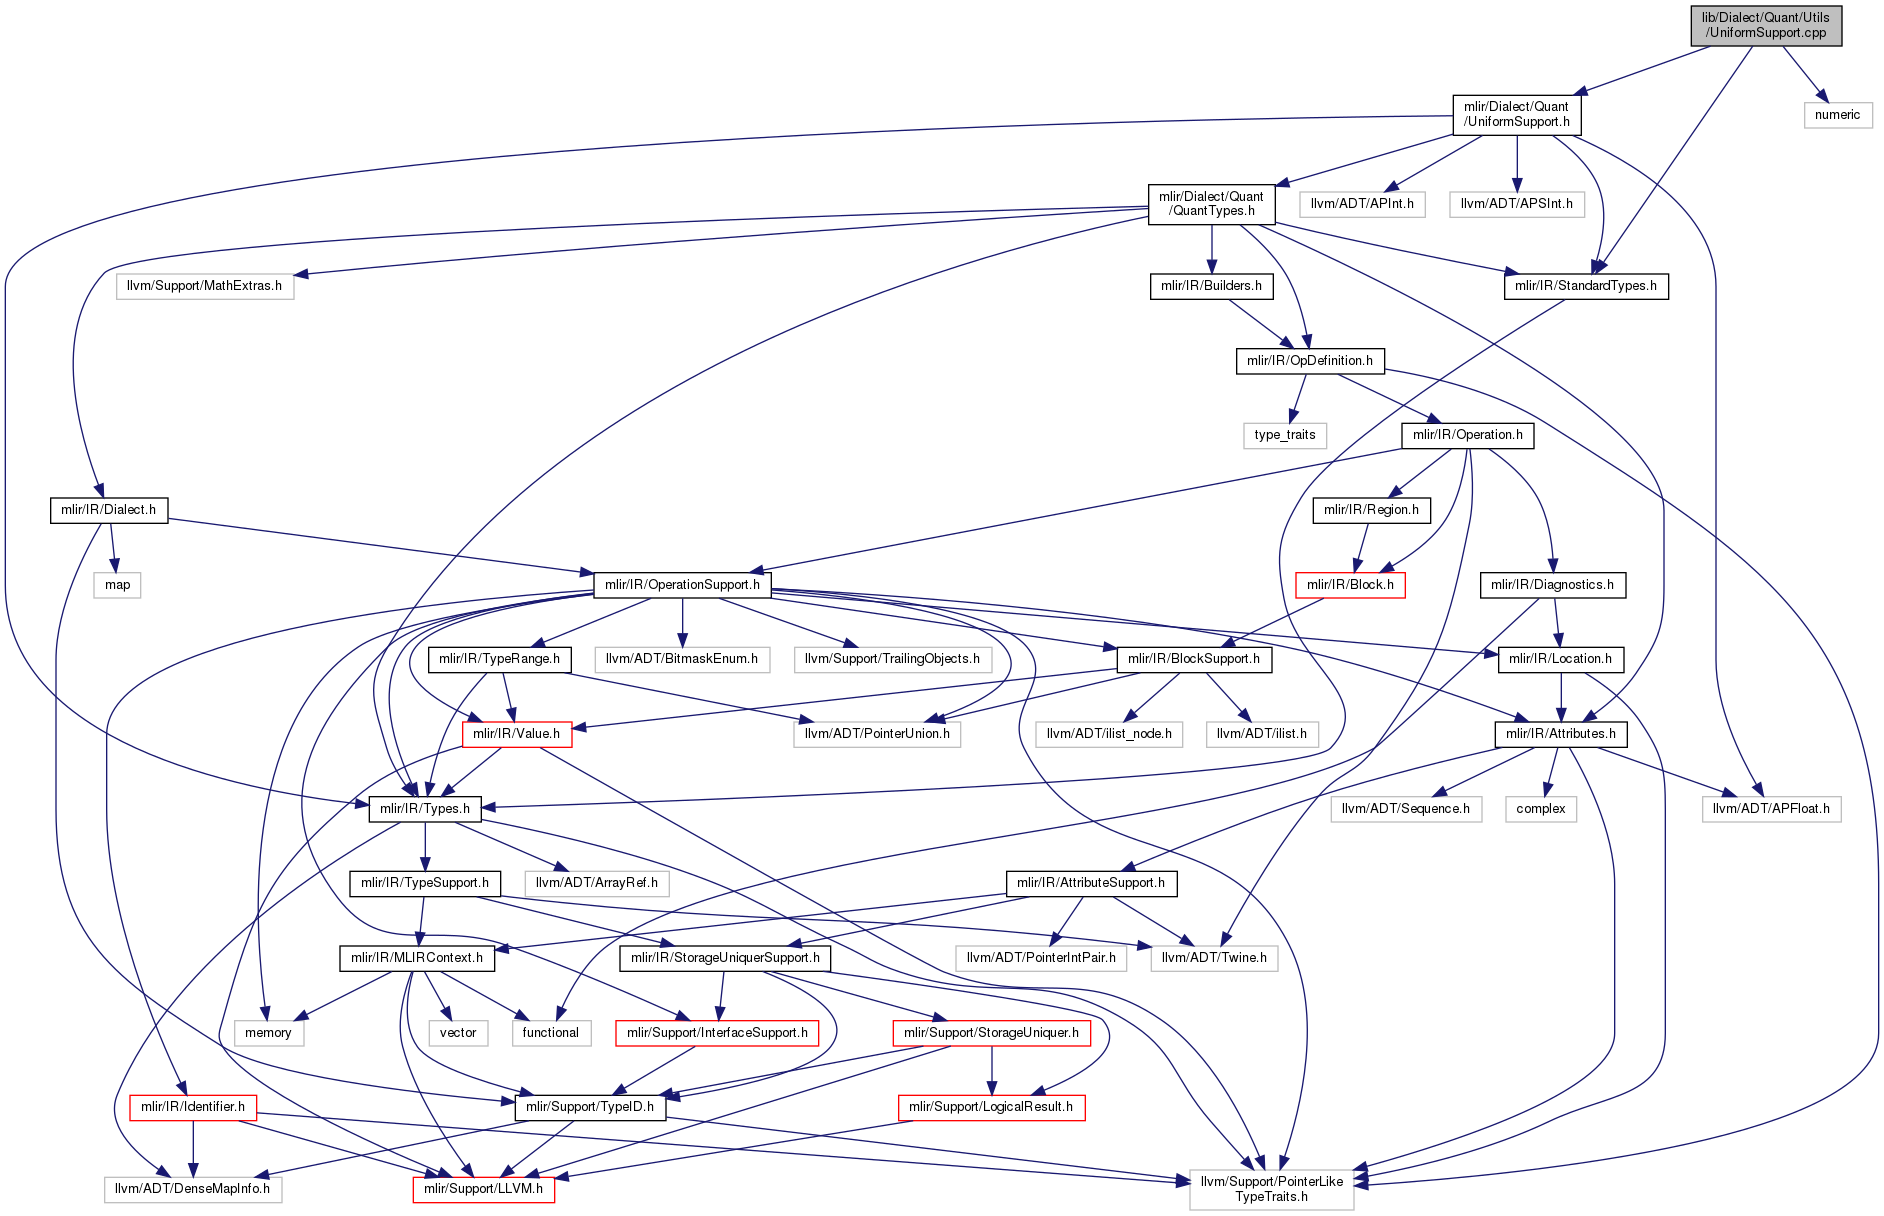 lib/Dialect/Quant/Utils
/UniformSupport.cpp
mlir/Dialect/Quant
/UniformSupport.h
numeric
mlir/Dialect/Quant
/QuantTypes.h
llvm/ADT/APInt.h
llvm/ADT/APSInt.h
llvm/Support/MathExtras.h
mlir/IR/Builders.h
mlir/IR/StandardTypes.h
mlir/IR/OpDefinition.h
type_traits
mlir/IR/Operation.h
mlir/IR/Dialect.h
mlir/IR/Region.h
map
mlir/IR/OperationSupport.h
mlir/IR/Block.h
mlir/IR/Diagnostics.h
mlir/IR/TypeRange.h
llvm/ADT/BitmaskEnum.h
llvm/Support/TrailingObjects.h
mlir/IR/BlockSupport.h
mlir/IR/Location.h
mlir/IR/Value.h
llvm/ADT/PointerUnion.h
llvm/ADT/ilist_node.h
llvm/ADT/ilist.h
mlir/IR/Attributes.h
mlir/IR/Types.h
llvm/ADT/Sequence.h
complex
llvm/ADT/APFloat.h
mlir/IR/TypeSupport.h
llvm/ADT/ArrayRef.h
mlir/IR/AttributeSupport.h
mlir/IR/MLIRContext.h
mlir/IR/StorageUniquerSupport.h
llvm/ADT/PointerIntPair.h
llvm/ADT/Twine.h
memory
vector
functional
mlir/Support/InterfaceSupport.h
mlir/Support/StorageUniquer.h
mlir/IR/Identifier.h
mlir/Support/TypeID.h
mlir/Support/LogicalResult.h
llvm/ADT/DenseMapInfo.h
mlir/Support/LLVM.h
llvm/Support/PointerLike
TypeTraits.h